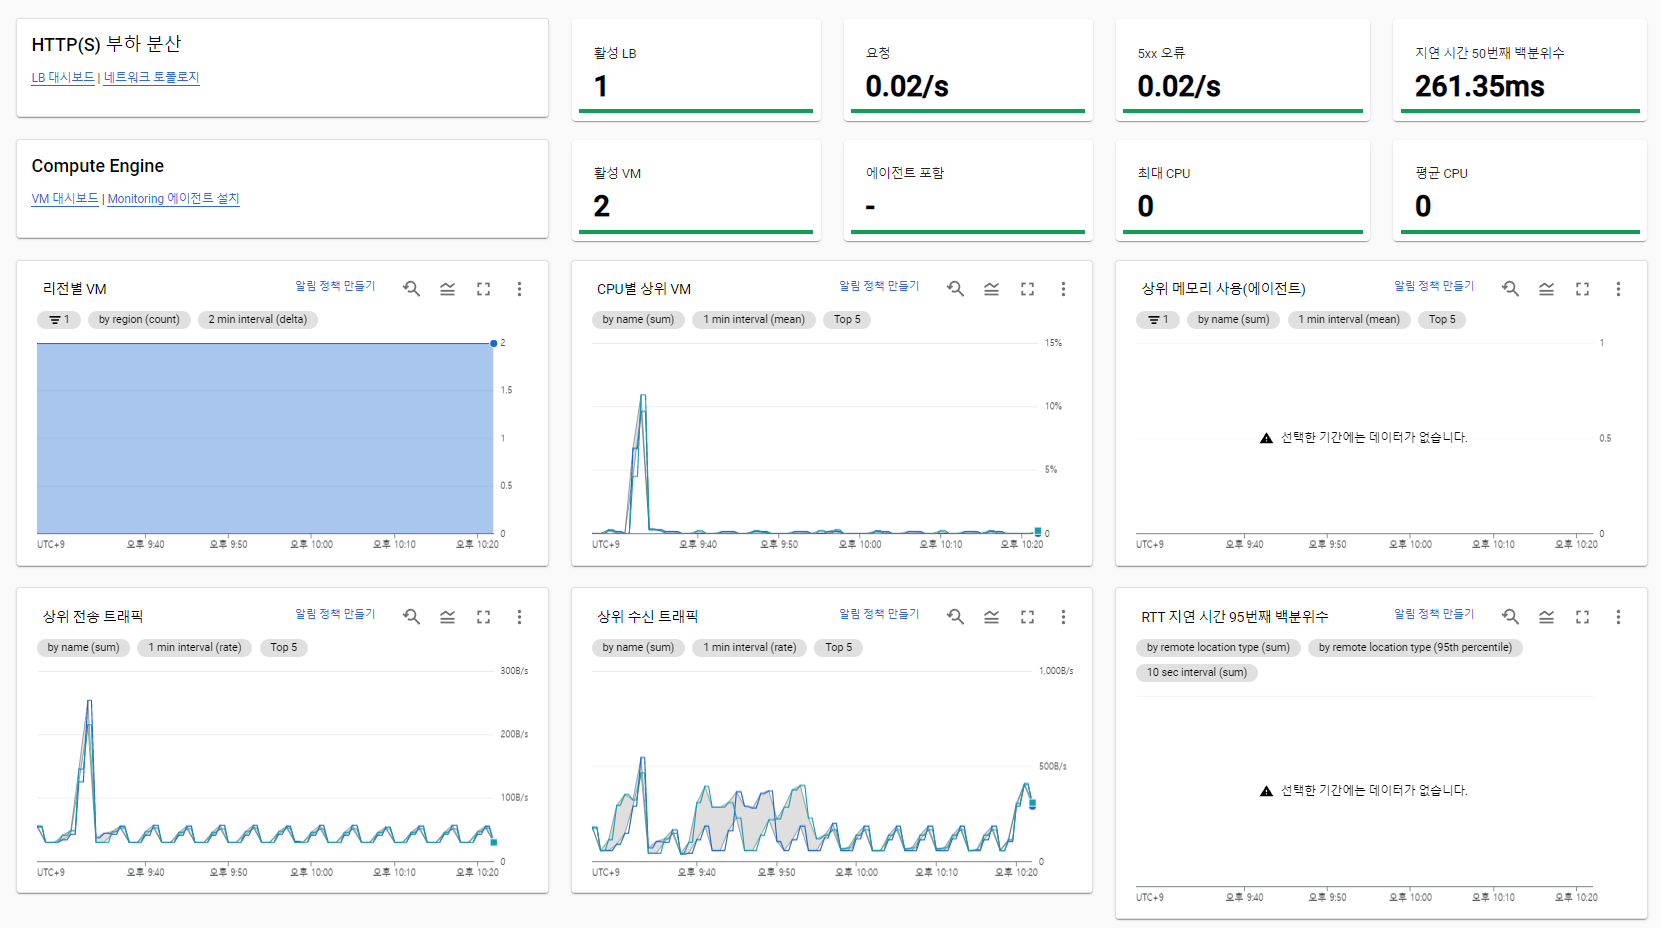 HTTP(S) 부하 분산
LB 대시보드 | 네트워크 토폴로지
활성 LB
1
요청
0.02/s
5xx 오류
0.02/s
지연 시간 50번째 백분위수
261.35ms
Compute Engine
VM 대시보드 | Monitoring 에이전트 설치
활성 VM
2
에이전트 포함
-
최대 CPU
0
평균 CPU
0
리전별 VM
알림 정책 만들기
1
by region (count)
2 min interval (delta)
2
1.5
1
0.5
0
UTC+9
오후 9:40
오후 9:50
오후 10:00
오후 10:10
오후 10:20
CPU별 상위 VM
알림 정책 만들기
by name (sum)
1 min interval (mean)
Top 5
15%
10%
5%
0
UTC+9
오후 9:40
오후 9:50
오후 10:00
오후 10:10
오후 10:20
상위 메모리 사용(에이전트)
알림 정책 만들기
1
by name (sum)
1 min interval (mean)
Top 5
1
선택한 기간에는 데이터가 없습니다.
0.5
0
UTC+9
오후 9:40
오후 9:50
오후 10:00
오후 10:10
오후 10:20
상위 전송 트래픽
알림 정책 만들기
by name (sum)
1 min interval (rate)
Top 5
300B/s
200B/s
100B/s
0
UTC+9
오후 9:40
오후 9:50
오후 10:00
오후 10:10
오후 10:20
상위 수신 트래픽
알림 정책 만들기
by name (sum)
1 min interval (rate)
Top 5
1,000B/s
500B/s
0
UTC+9
오후 9:40
오후 9:50
오후 10:00
오후 10:10
오후 10:20
RTT 지연 시간 95번째 백분위수
알림 정책 만들기
by remote location type (sum)
by remote location type (95th percentile)
10 sec interval (sum)
선택한 기간에는 데이터가 없습니다.
UTC+9
오후 9:40
오후 9:50
오후 10:00
오후 10:10
오후 10:20